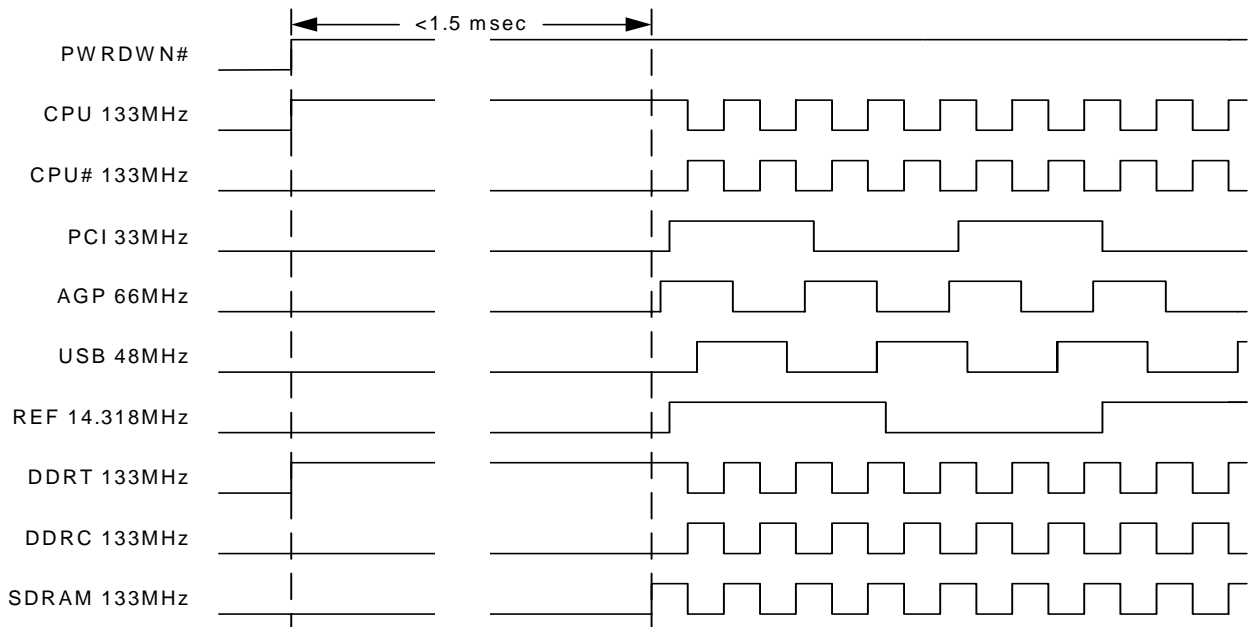 <1.5 msec
PWRDWN#
CPU 133MHz
CPU# 133MHz
PCI 33MHz
AGP 66MHz
USB 48MHz
REF 14.318MHz
DDRT 133MHz
DDRC 133MHz
SDRAM 133MHz